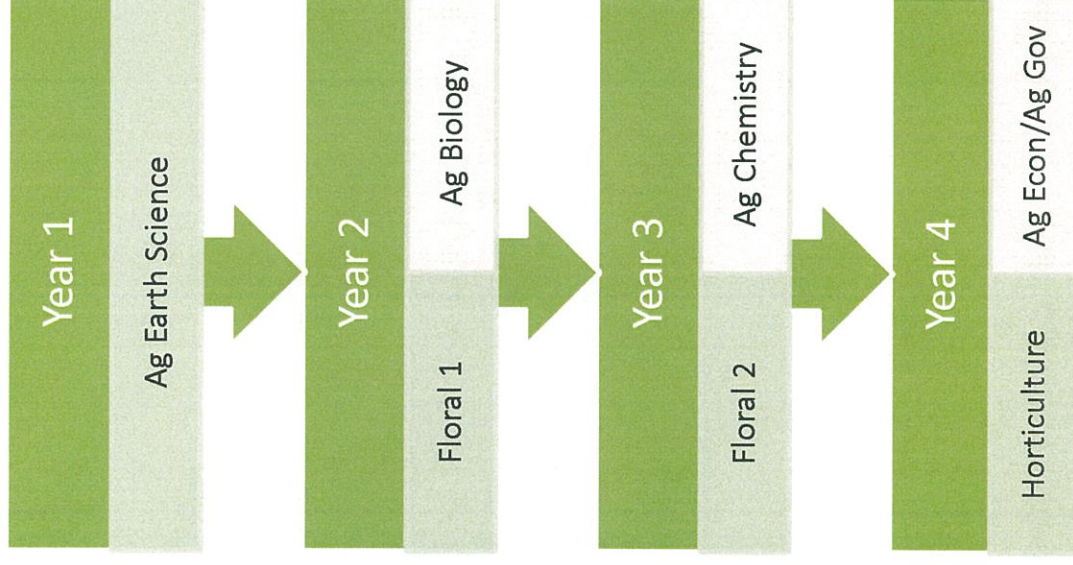 Year 1
Ag Earth Science
Year 2
Floral 1
Ag Biology
Year 3
Floral 2
Ag Chemistry
Year 4
Horticulture
Ag Econ/Ag Gov